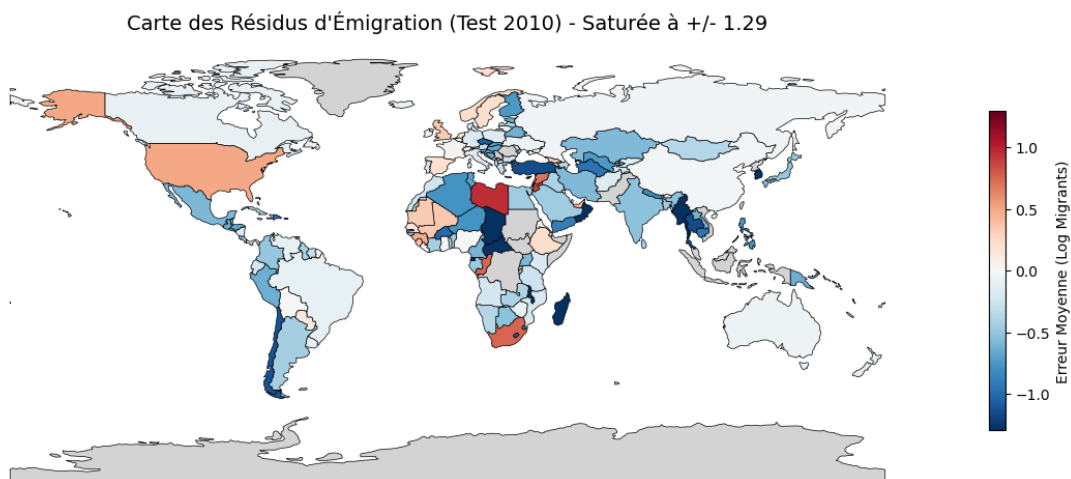 Carte des Résidus d'Émigration (Test 2010) - Saturée à +/- 1.29
1.0
0.5
0.0
−0.5
−1.0
Erreur Moyenne (Log Migrants)